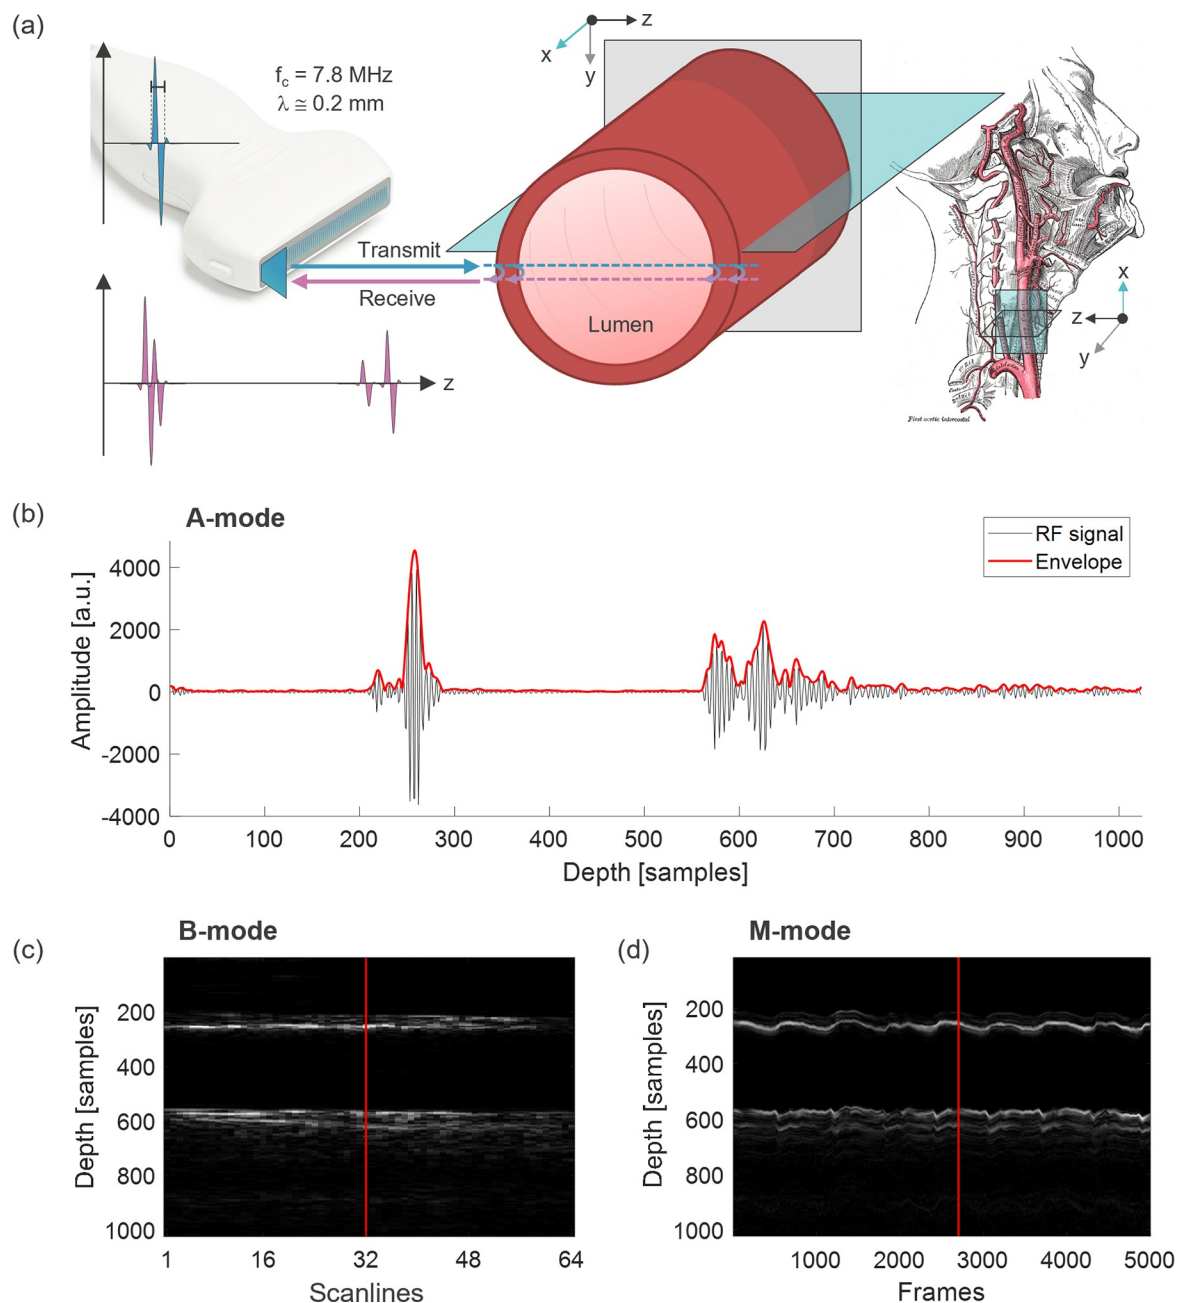 (a)
f_c = 7.8 MHz
λ ≅ 0.2 mm
z
x
y
Transmit
Receive
Lumen
z
x
z
y
First aortic intercostal
(b)
A-mode
RF signal
Envelope
Amplitude [a.u.]
4000
2000
0
-2000
-4000
0 100 200 300 400 500 600 700 800 900 1000
Depth [samples]
(c)
B-mode
Depth [samples]
200
400
600
800
1000
1 16 32 48 64
Scanlines
(d)
M-mode
Depth [samples]
200
400
600
800
1000
1000 2000 3000 4000 5000
Frames